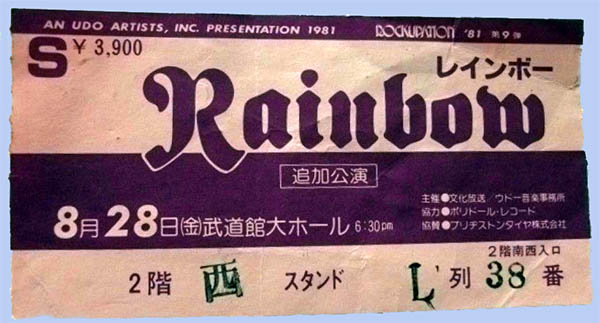 AN UDO ARTISTS, INC. PRESENTATION 1981 ROCKUPATION '81 第9弾
S ¥3,900
レインボー
Rainbow
追加公演
8月28日(金)武道館大ホール 6:30pm
主催●文化放送/ウドー音楽事務所
協力●ポリドール・レコード
協賛●ブリヂストンタイヤ株式会社
2階南西入口
2階 西 スタンド L' 列 38 番